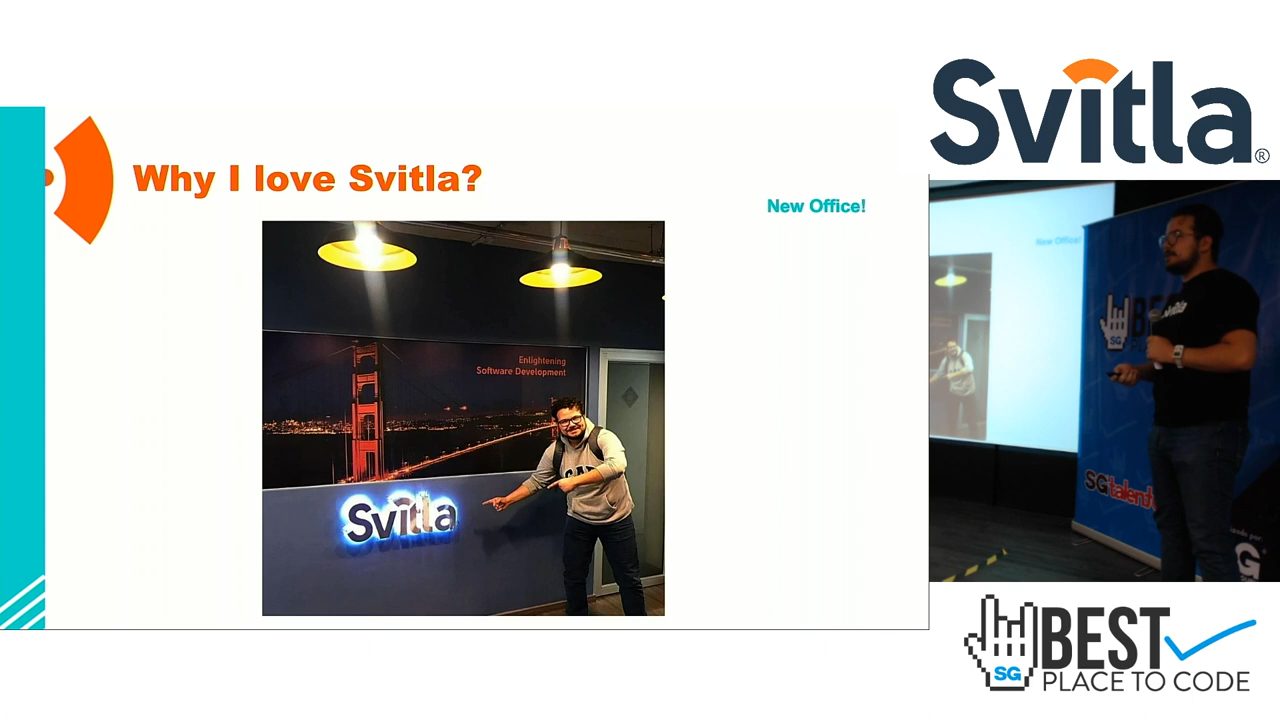 Why I love Svitla?
New Office!
Enlightening
Software Development
Svitla
Svitla®
New Office!
SG
SGtalent
SG
BEST
PLACE TO CODE